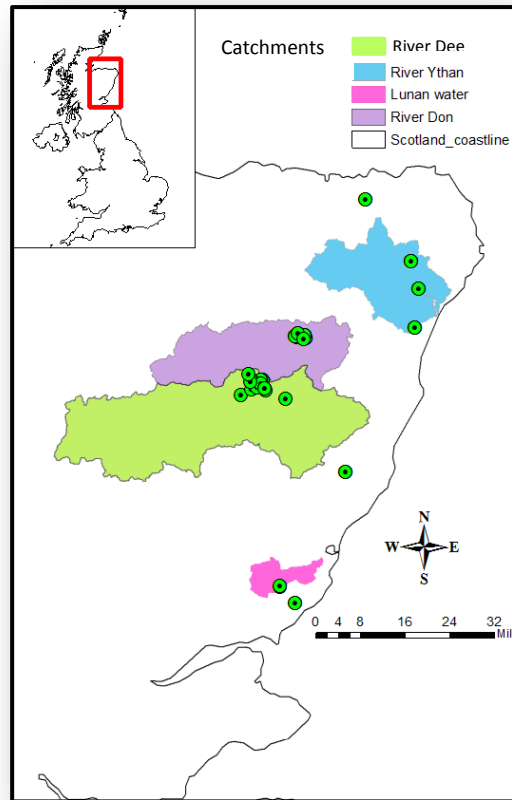 Catchments
River Dee
River Ythan
Lunan water
River Don
Scotland_coastline
N
W E
S
0 4 8 16 24 32
Mil